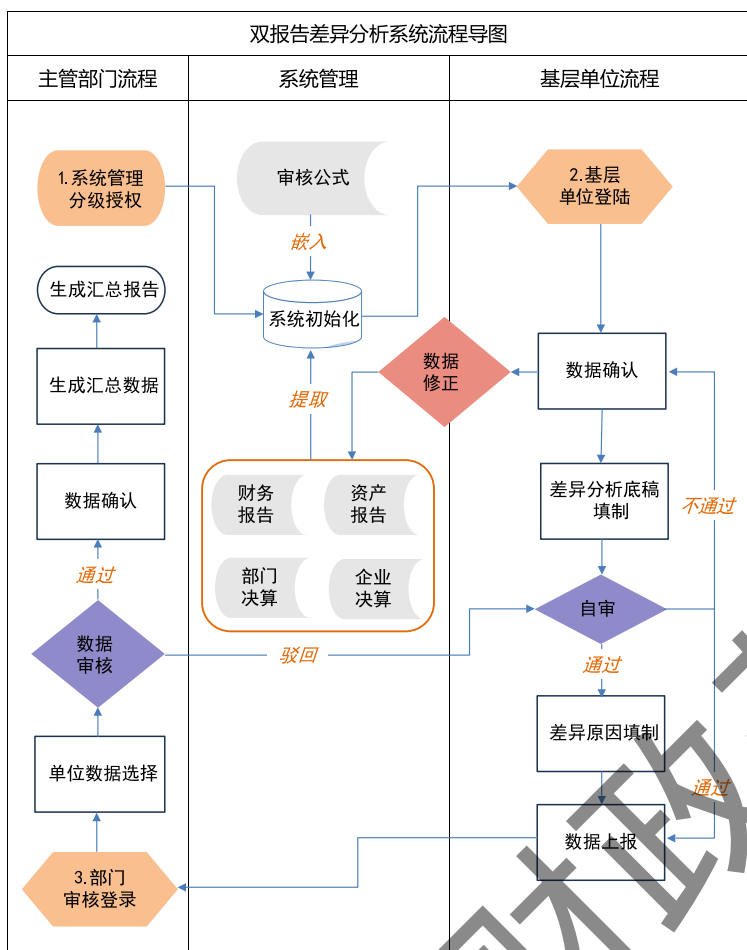 双报告差异分析系统流程导图
主管部门流程
系统管理
基层单位流程
1.系统管理
分级授权
审核公式
2.基层
单位登陆
嵌入
生成汇总报告
系统初始化
数据
修正
数据确认
生成汇总数据
提取
财务
报告
资产
报告
数据确认
差异分析底稿
填制
不通过
通过
部门
决算
企业
决算
自审
数据
审核
驳回
通过
差异原因填制
单位数据选择
通过
数据上报
3.部门
审核登录
政